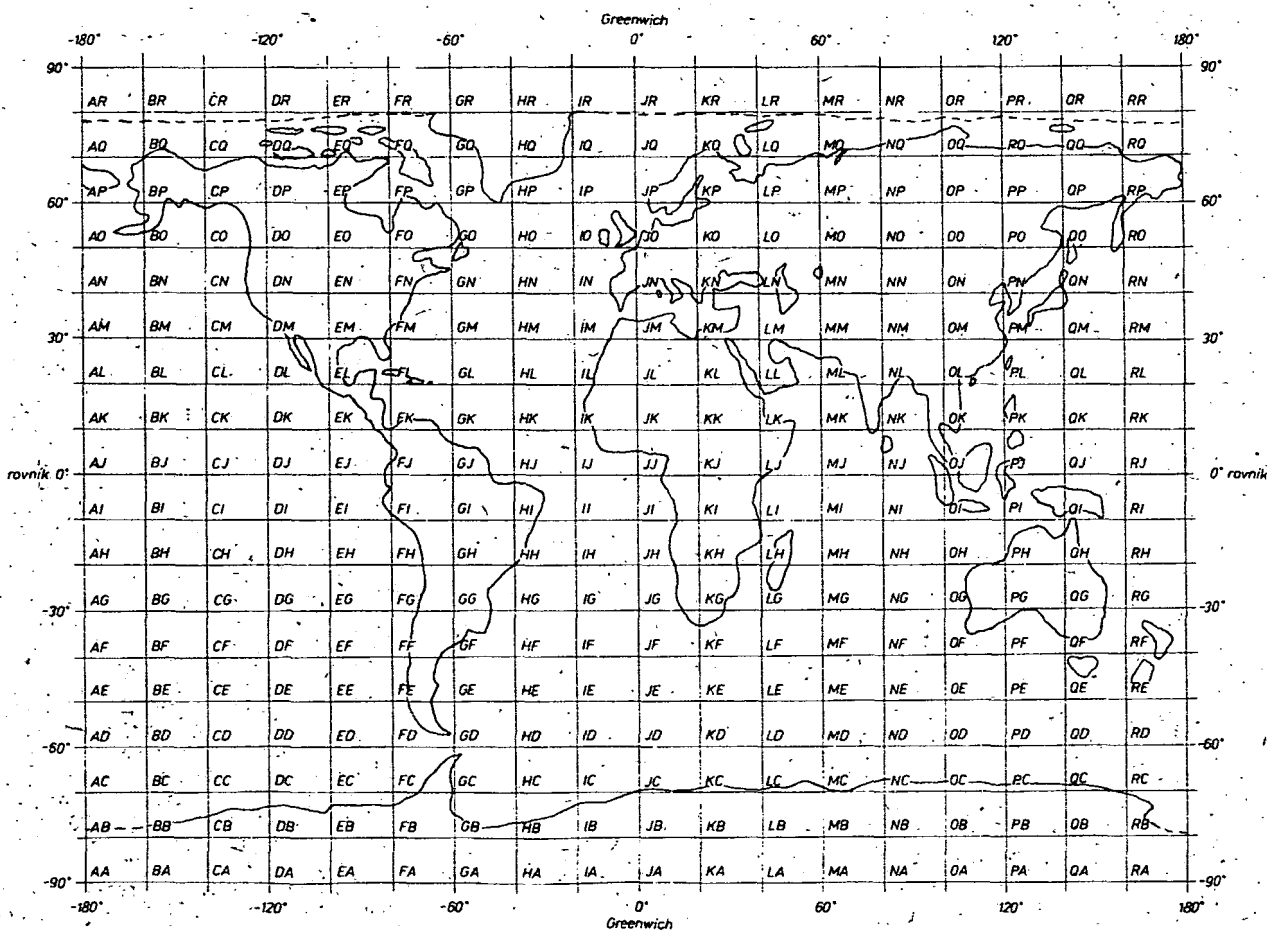 Greenwich
-180° -120° -60° 0° 60° 120° 180°
90° 90°
AR BR CR DR ER FR GR HR IR JR KR LR MR NR OR PR QR RR
AQ BQ CQ DQ EQ FQ GQ HQ IQ JQ KQ LQ MQ NQ OQ PQ QQ RQ
AP BP CP DP EP FP GP HP IP JP KP LP MP NP OP PP QP RP
60° 60°
AO BO CO DO EO FO GO HO IO JO KO LO MO NO OO PO QO RO
AN BN CN DN EN FN GN HN IN JN KN LN MN NN ON PN QN RN
AM BM CM DM EM FM GM HM IM JM KM LM MM NM OM PM QM RM
30° 30°
AL BL CL DL EL FL GL HL IL JL KL LL ML NL OL PL QL RL
AK BK CK DK EK FK GK HK IK JK KK LK MK NK OK PK QK RK
AJ BJ CJ DJ EJ FJ GJ HJ IJ JJ KJ LJ MJ NJ OJ PJ QJ RJ
rovník 0° 0° rovník
AI BI CI DI EI FI GI HI II JI KI LI MI NI OI PI QI RI
AH BH CH DH EH FH GH HH IH JH KH LH MH NH OH PH QH RH
AG BG CG DG EG FG GG HG IG JG KG LG MG NG OG PG QG RG
-30° -30°
AF BF CF DF EF FF GF HF IF JF KF LF MF NF OF PF QF RF
AE BE CE DE EE FE GE HE IE JE KE LE ME NE OE PE QE RE
AD BD CD DD ED FD GD HD ID JD KD LD MD ND OD PD QD RD
-60° -60°
AC BC CC DC EC FC GC HC IC JC KC LC MC NC OC PC QC RC
AB BB CB DB EB FB GB HB IB JB KB LB MB NB OB PB QB RB
AA BA CA DA EA FA GA HA IA JA KA LA MA NA OA PA QA RA
-90° -90°
-180° -120° -60° 0° 60° 120° 180°
Greenwich